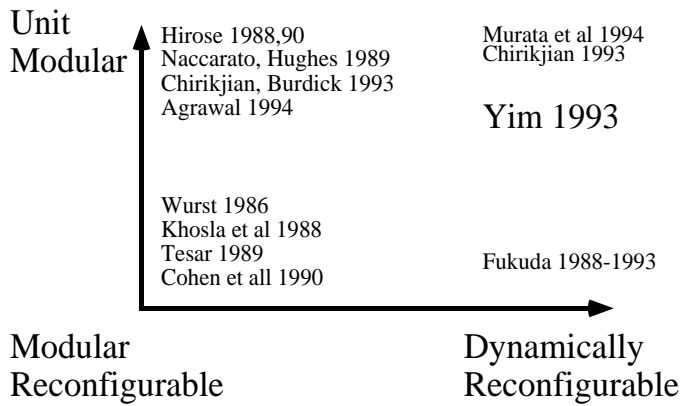 Unit
Modular
Hirose 1988,90
Naccarato, Hughes 1989
Chirikjian, Burdick 1993
Agrawal 1994
Murata et al 1994
Chirikjian 1993
Yim 1993
Wurst 1986
Khosla et al 1988
Tesar 1989
Cohen et all 1990
Fukuda 1988-1993
Modular
Reconfigurable
Dynamically
Reconfigurable